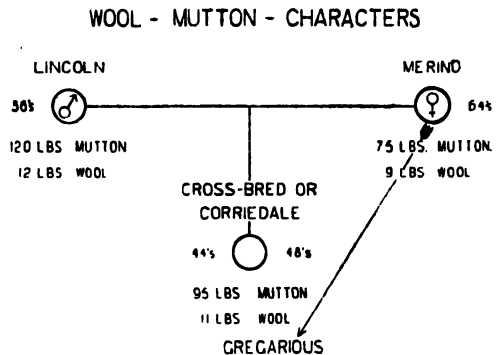 WOOL - MUTTON - CHARACTERS
LINCOLN
MERINO
36's
64's
120 LBS MUTTON
75 LBS. MUTTON.
12 LBS WOOL
9 LBS WOOL
CROSS-BRED OR
CORRIEDALE
44's
48's
95 LBS MUTTON
11 LBS WOOL
GREGARIOUS